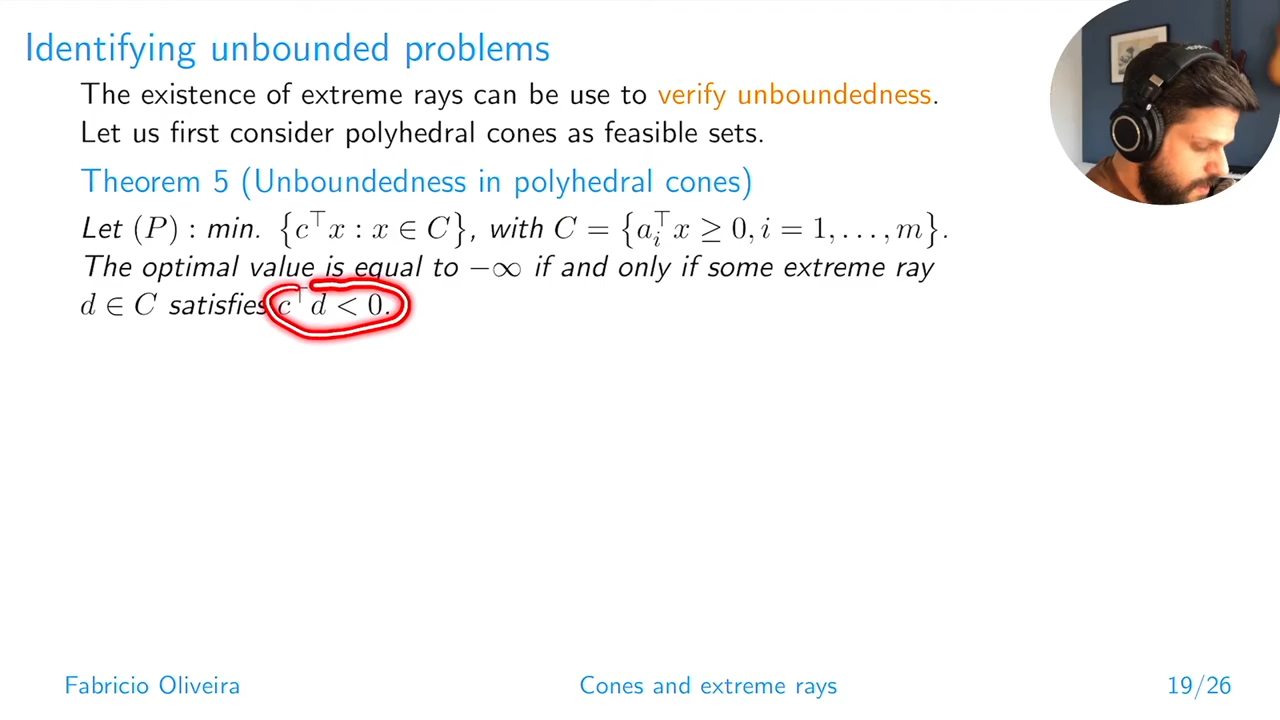 Identifying unbounded problems
The existence of extreme rays can be use to verify unboundedness.
Let us first consider polyhedral cones as feasible sets.
Theorem 5 (Unboundedness in polyhedral cones)
Let (P) : min. {c⊤x : x ∈ C}, with C = {aᵢ⊤x ≥ 0, i = 1, . . . , m}.
The optimal value is equal to −∞ if and only if some extreme ray
d ∈ C satisfies c⊤d < 0.
Fabricio Oliveira Cones and extreme rays 19/26